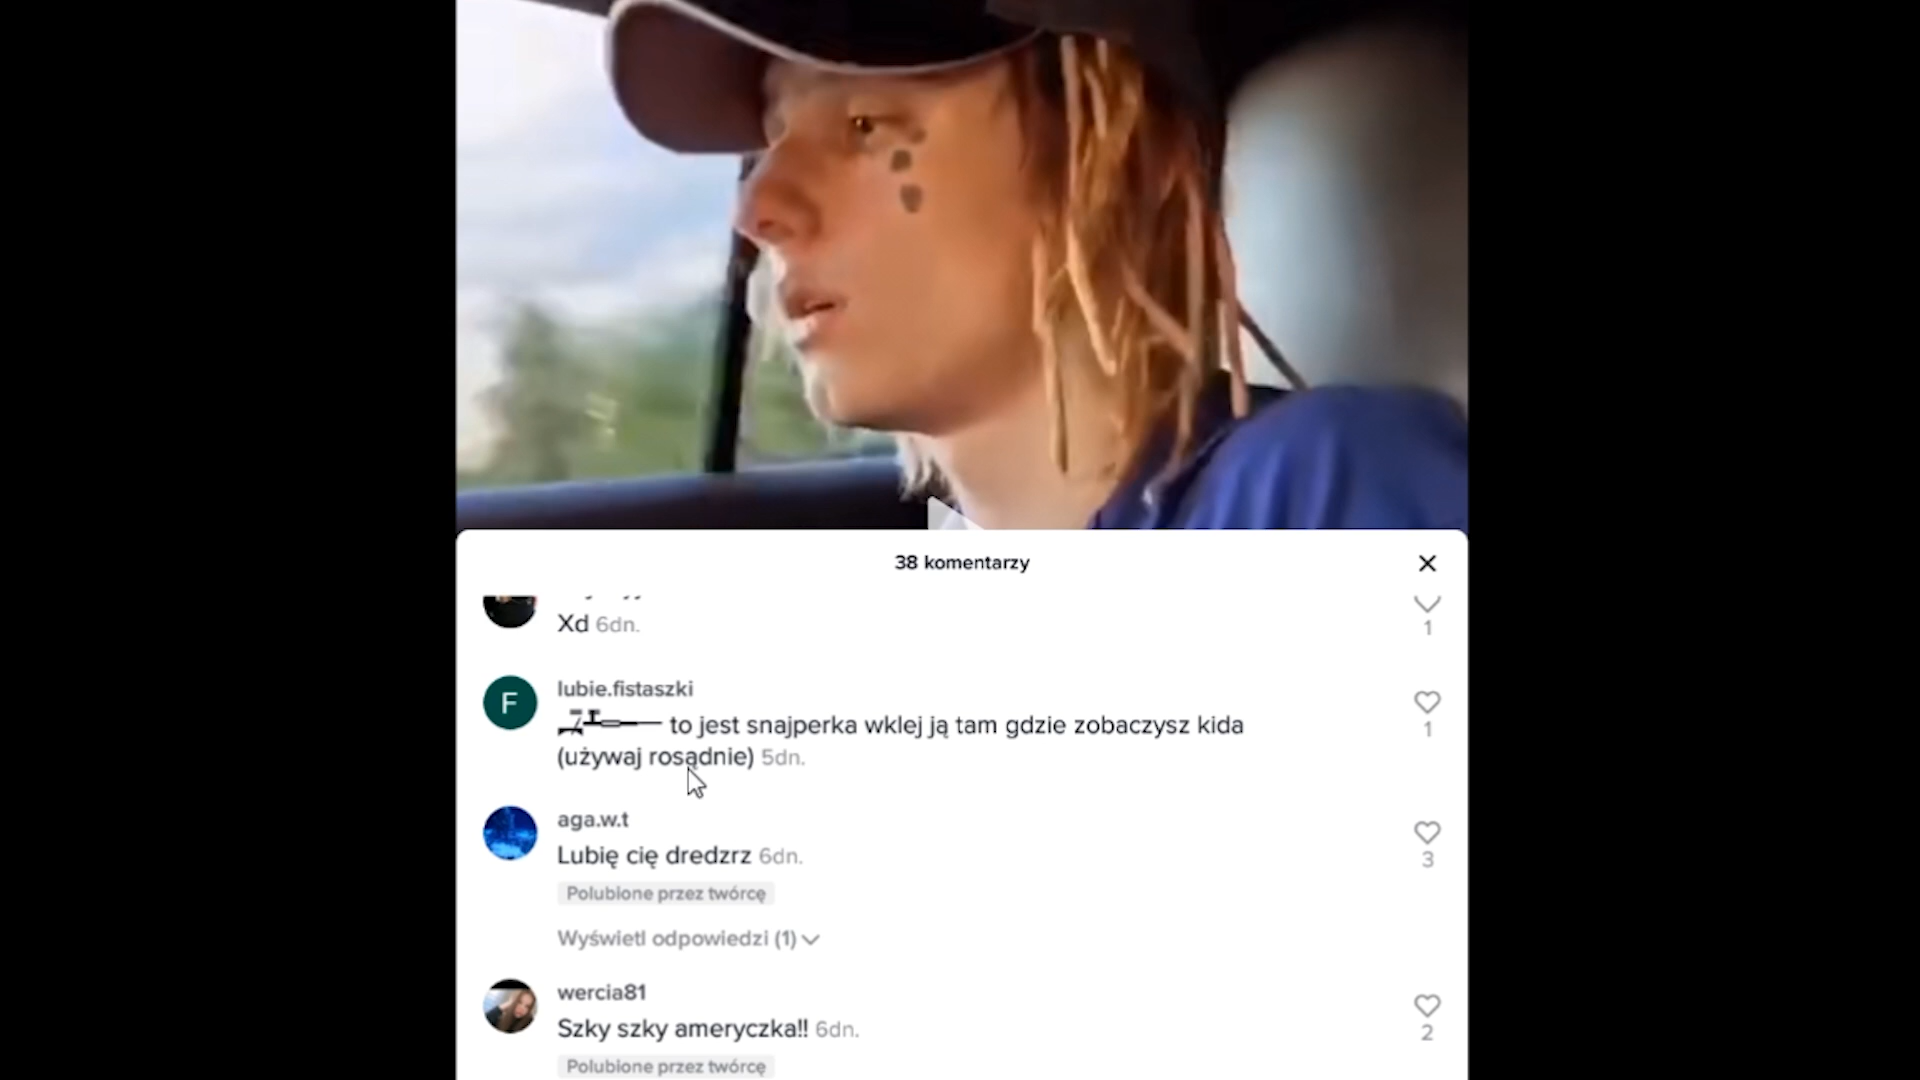 38 komentarzy
Xd 6dn.
1
F
lubie.fistaszki
to jest snajperka wklej ją tam gdzie zobaczysz kida
(używaj rosądnie) 5dn.
1
aga.w.t
Lubię cię dredzrz 6dn.
3
Polubione przez twórcę
Wyświetl odpowiedzi (1)
wercia81
Szky szky ameryczka!! 6dn.
2
Polubione przez twórcę